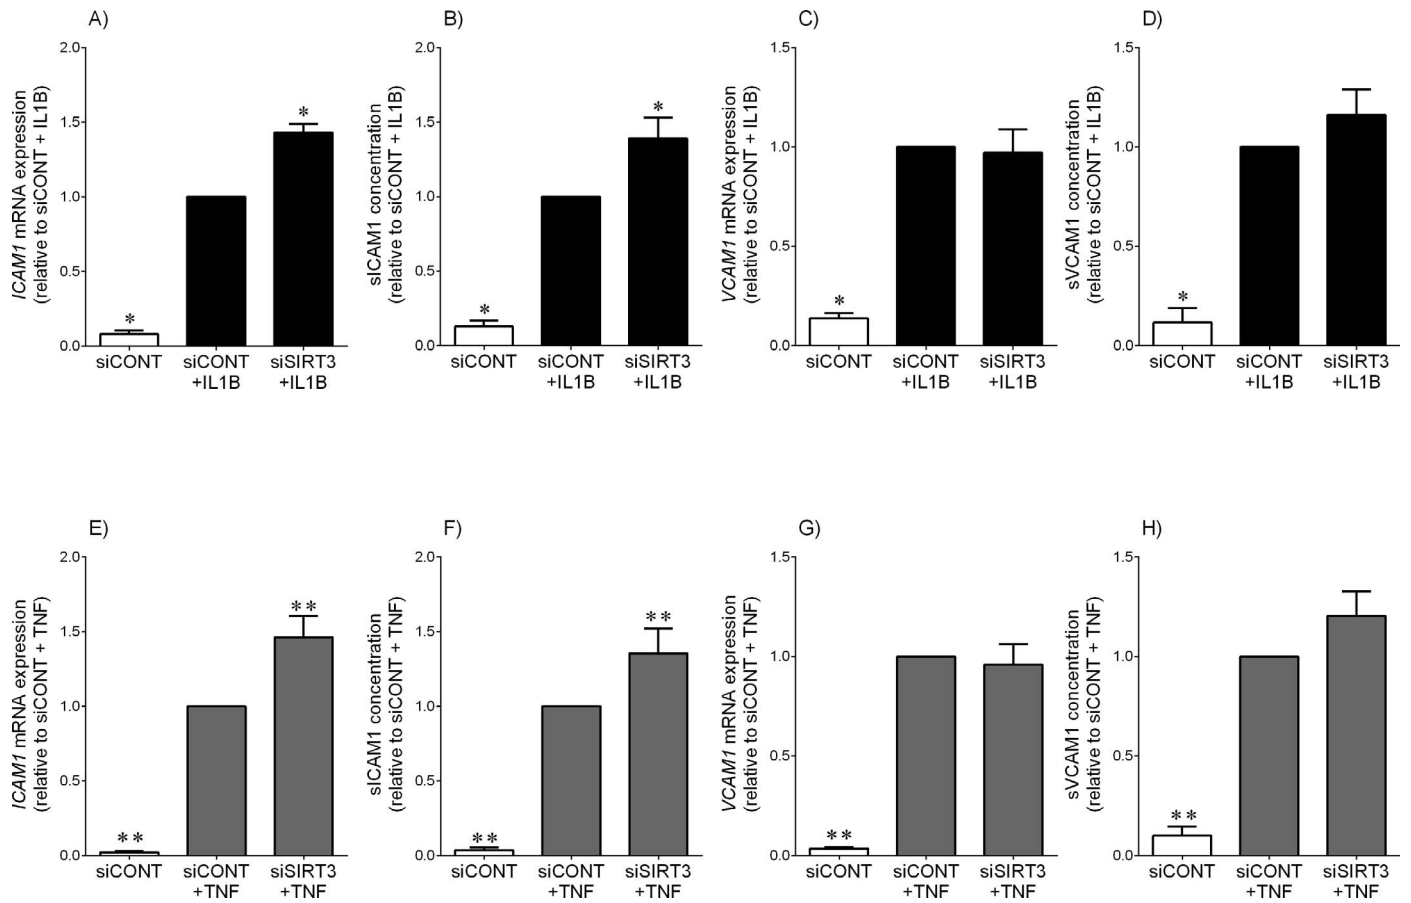 A)
ICAM1 mRNA expression
(relative to siCONT + IL1B)
2.0
1.5
1.0
0.5
0.0
*
*
siCONT
siCONT
+IL1B
siSIRT3
+IL1B
B)
sICAM1 concentration
(relative to siCONT + IL1B)
2.0
1.5
1.0
0.5
0.0
*
*
siCONT
siCONT
+IL1B
siSIRT3
+IL1B
C)
VCAM1 mRNA expression
(relative to siCONT + IL1B)
1.5
1.0
0.5
0.0
*
siCONT
siCONT
+IL1B
siSIRT3
+IL1B
D)
sVCAM1 concentration
(relative to siCONT + IL1B)
1.5
1.0
0.5
0.0
*
siCONT
siCONT
+IL1B
siSIRT3
+IL1B
E)
ICAM1 mRNA expression
(relative to siCONT + TNF)
2.0
1.5
1.0
0.5
0.0
**
**
siCONT
siCONT
+TNF
siSIRT3
+TNF
F)
sICAM1 concentration
(relative to siCONT + TNF)
2.0
1.5
1.0
0.5
0.0
**
**
siCONT
siCONT
+TNF
siSIRT3
+TNF
G)
VCAM1 mRNA expression
(relative to siCONT + TNF)
1.5
1.0
0.5
0.0
**
siCONT
siCONT
+TNF
siSIRT3
+TNF
H)
sVCAM1 concentration
(relative to siCONT + TNF)
1.5
1.0
0.5
0.0
**
siCONT
siCONT
+TNF
siSIRT3
+TNF